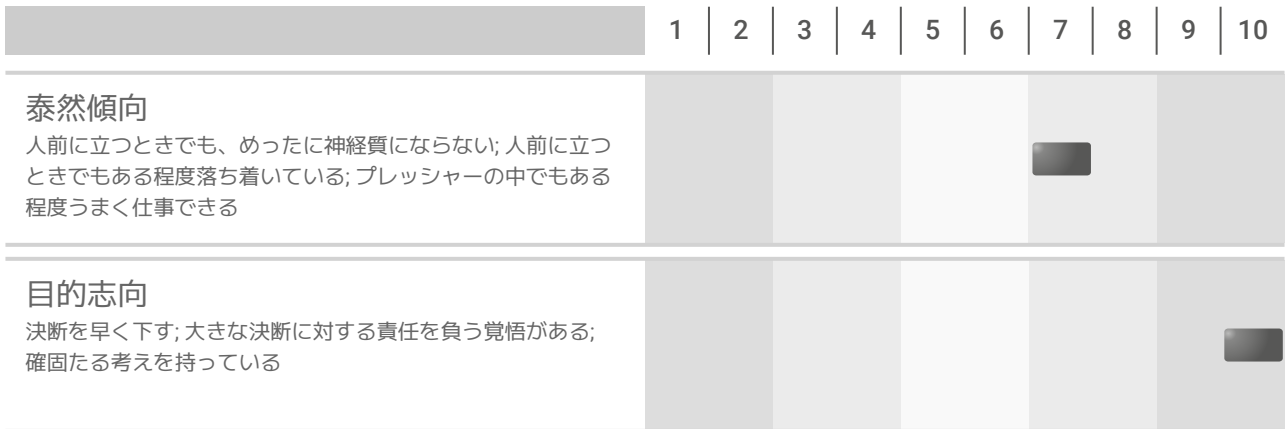 1 2 3 4 5 6 7 8 9 10
泰然傾向
人前に立つときでも、めったに神経質にならない; 人前に立つ
ときでもある程度落ち着いている; プレッシャーの中でもある
程度うまく仕事できる
目的志向
決断を早く下す; 大きな決断に対する責任を負う覚悟がある;
確固たる考えを持っている